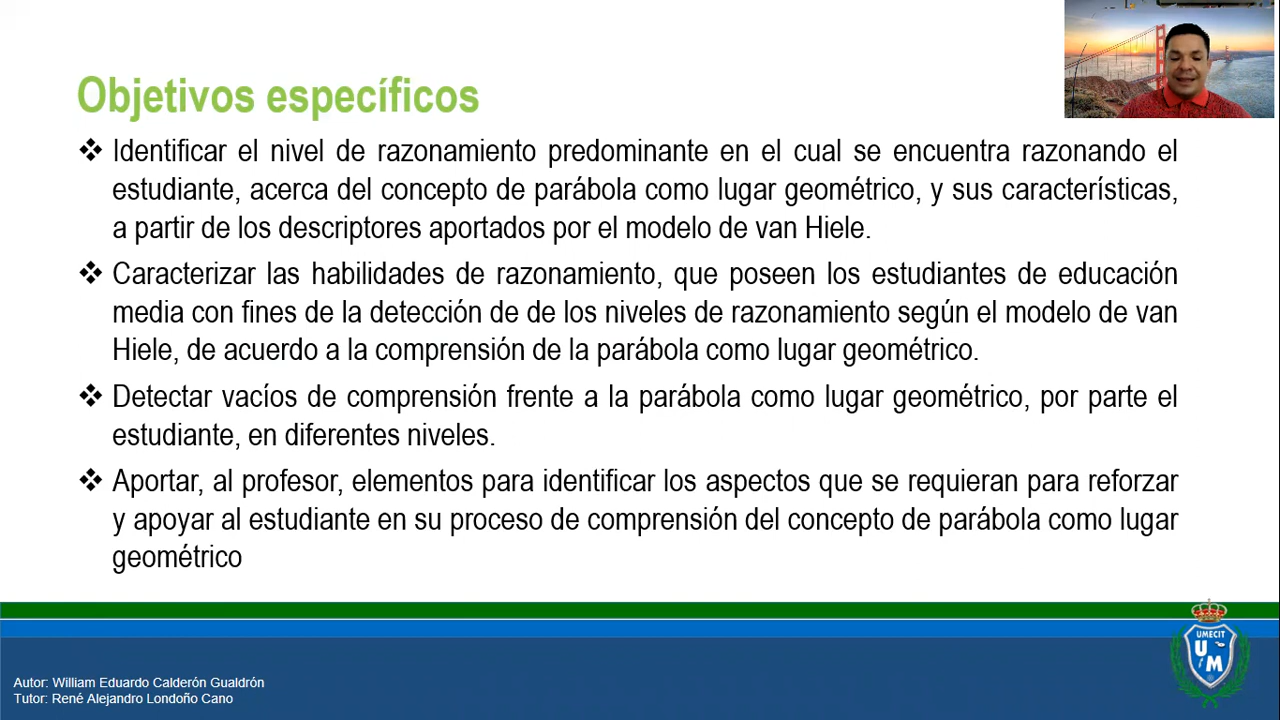 Objetivos específicos
❖ Identificar el nivel de razonamiento predominante en el cual se encuentra razonando el
estudiante, acerca del concepto de parábola como lugar geométrico, y sus características,
a partir de los descriptores aportados por el modelo de van Hiele.
❖ Caracterizar las habilidades de razonamiento, que poseen los estudiantes de educación
media con fines de la detección de de los niveles de razonamiento según el modelo de van
Hiele, de acuerdo a la comprensión de la parábola como lugar geométrico.
❖ Detectar vacíos de comprensión frente a la parábola como lugar geométrico, por parte el
estudiante, en diferentes niveles.
❖ Aportar, al profesor, elementos para identificar los aspectos que se requieran para reforzar
y apoyar al estudiante en su proceso de comprensión del concepto de parábola como lugar
geométrico
UMECIT
UM
Autor: William Eduardo Calderón Gualdrón
Tutor: René Alejandro Londoño Cano